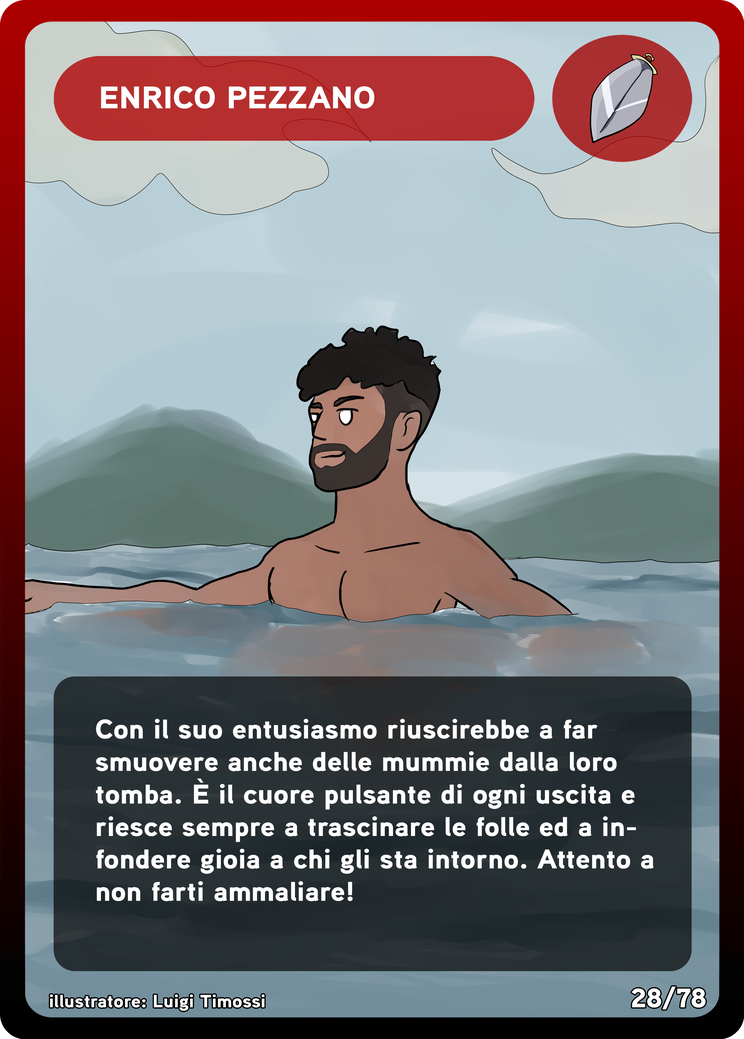 ENRICO PEZZANO
Con il suo entusiasmo riuscirebbe a far
smuovere anche delle mummie dalla loro
tomba. È il cuore pulsante di ogni uscita e
riesce sempre a trascinare le folle ed a in-
fondere gioia a chi gli sta intorno. Attento a
non farti ammaliare!
illustratore: Luigi Timossi
28/78